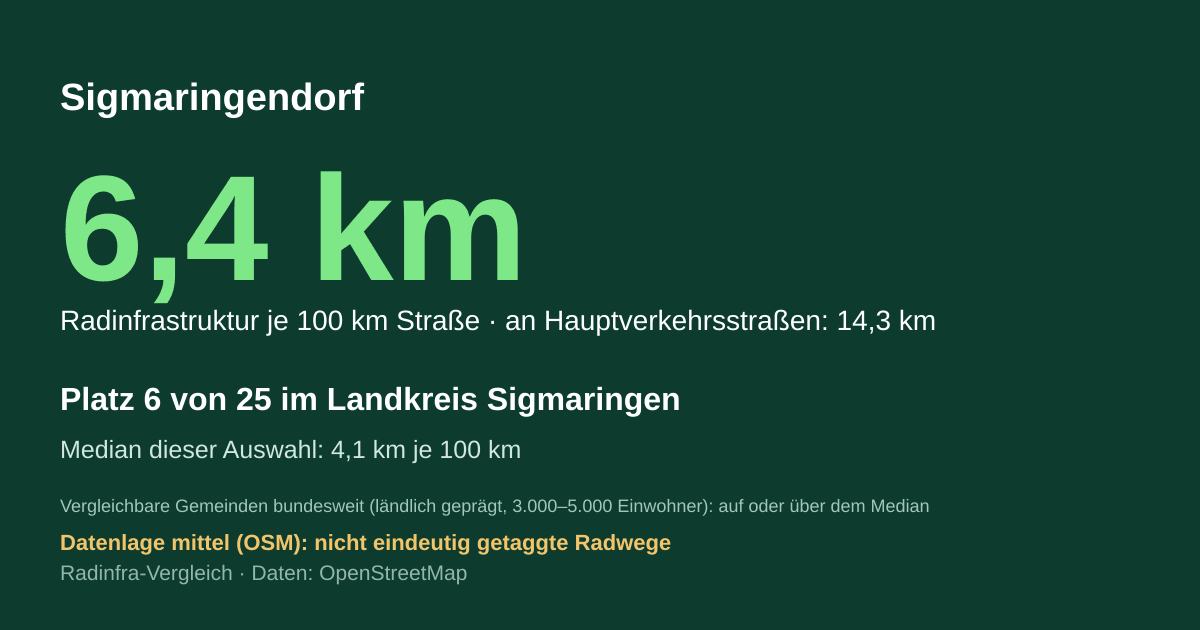 Sigmaringendorf
6,4 km
Radinfrastruktur je 100 km Straße · an Hauptverkehrsstraßen: 14,3 km
Platz 6 von 25 im Landkreis Sigmaringen
Median dieser Auswahl: 4,1 km je 100 km
Vergleichbare Gemeinden bundesweit (ländlich geprägt, 3.000–5.000 Einwohner): auf oder über dem Median
Datenlage mittel (OSM): nicht eindeutig getaggte Radwege
Radinfra-Vergleich · Daten: OpenStreetMap